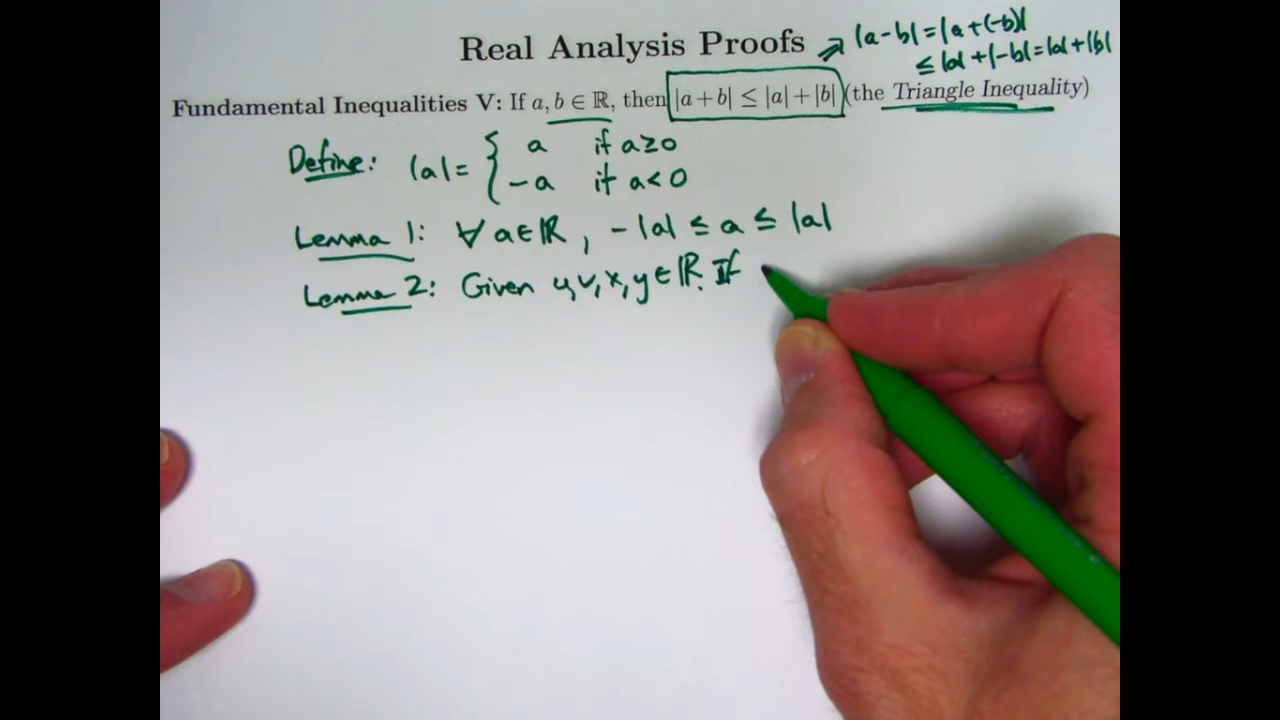 Real Analysis Proofs
⇗ |a-b| = |a+(-b)|
≤ |a|+|-b| = |a|+|b|
Fundamental Inequalities V: If a, b ∈ ℝ, then |a + b| ≤ |a| + |b| (the Triangle Inequality)
Define: |a| = { a if a ≥ 0
-a if a < 0
Lemma 1: ∀ a ∈ ℝ, -|a| ≤ a ≤ |a|
Lemma 2: Given u, v, x, y ∈ ℝ. If